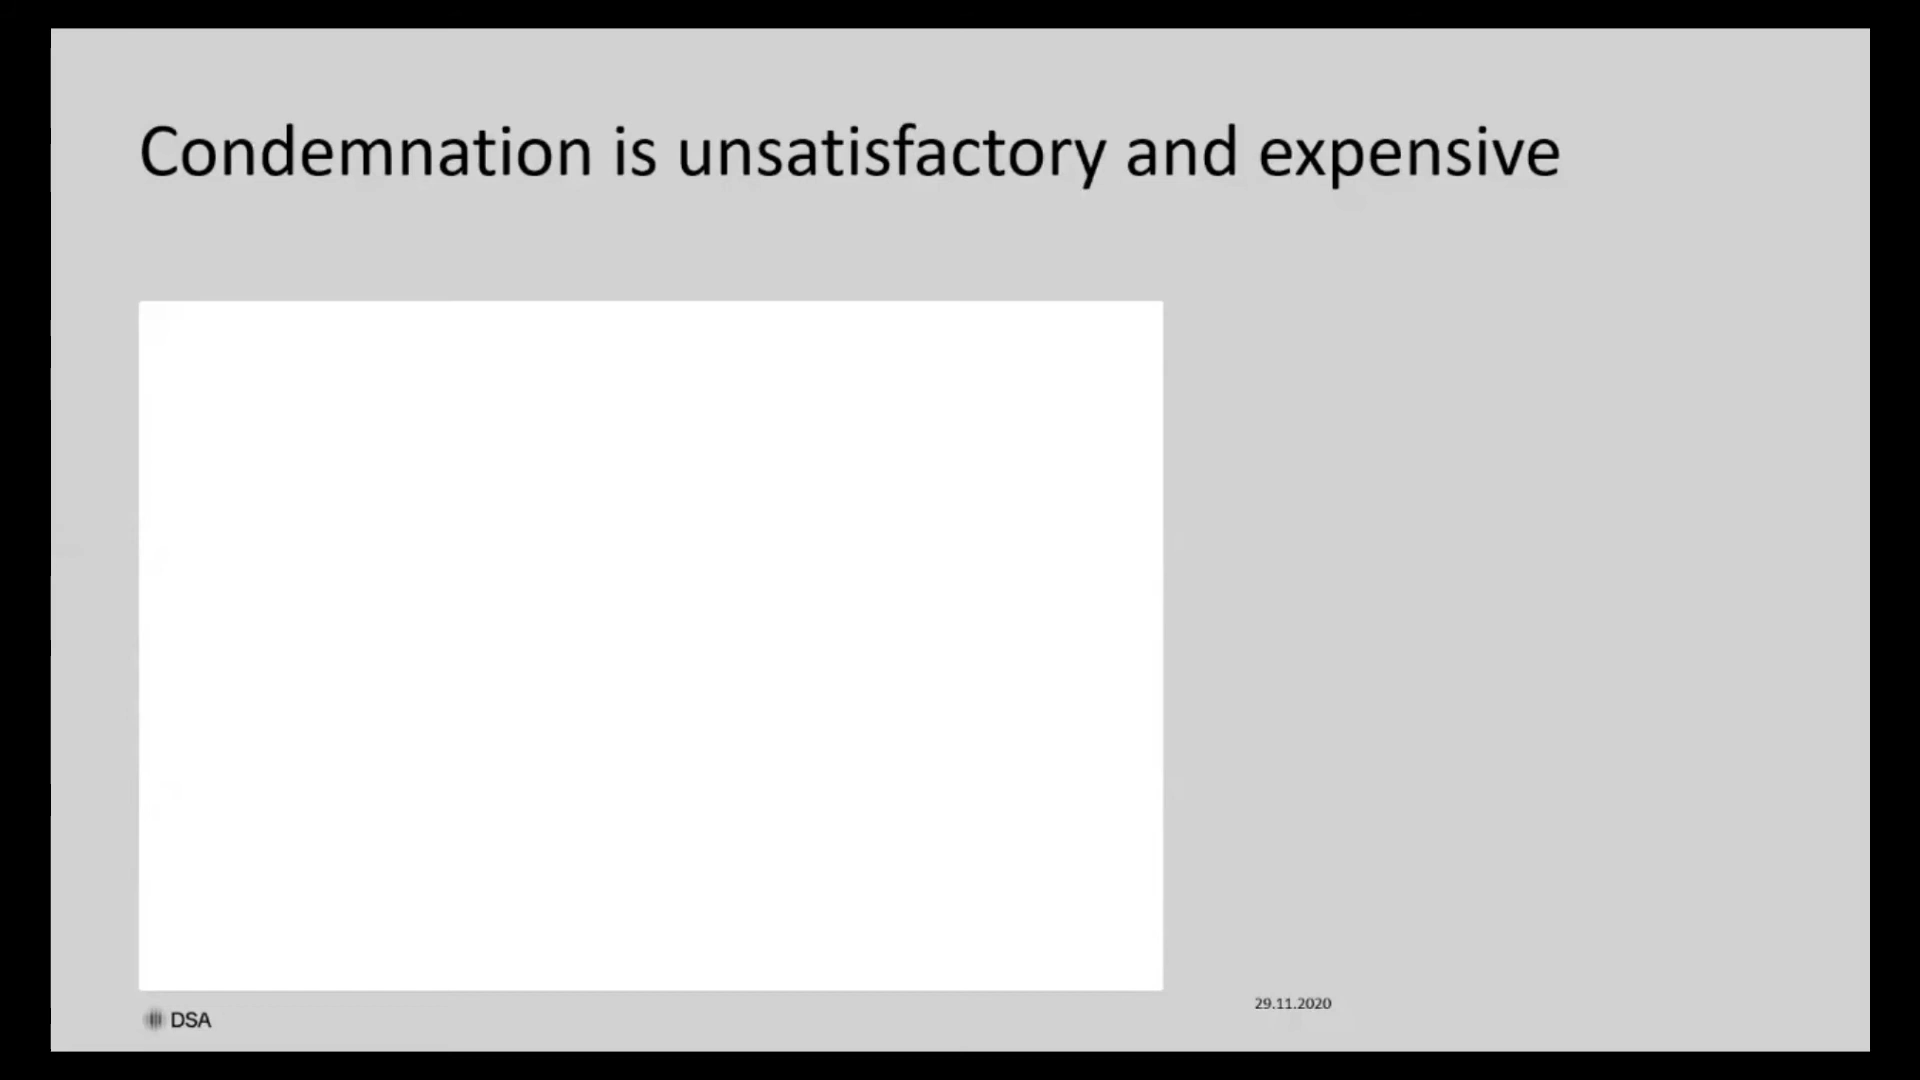 Condemnation is unsatisfactory and expensive
29.11.2020
DSA